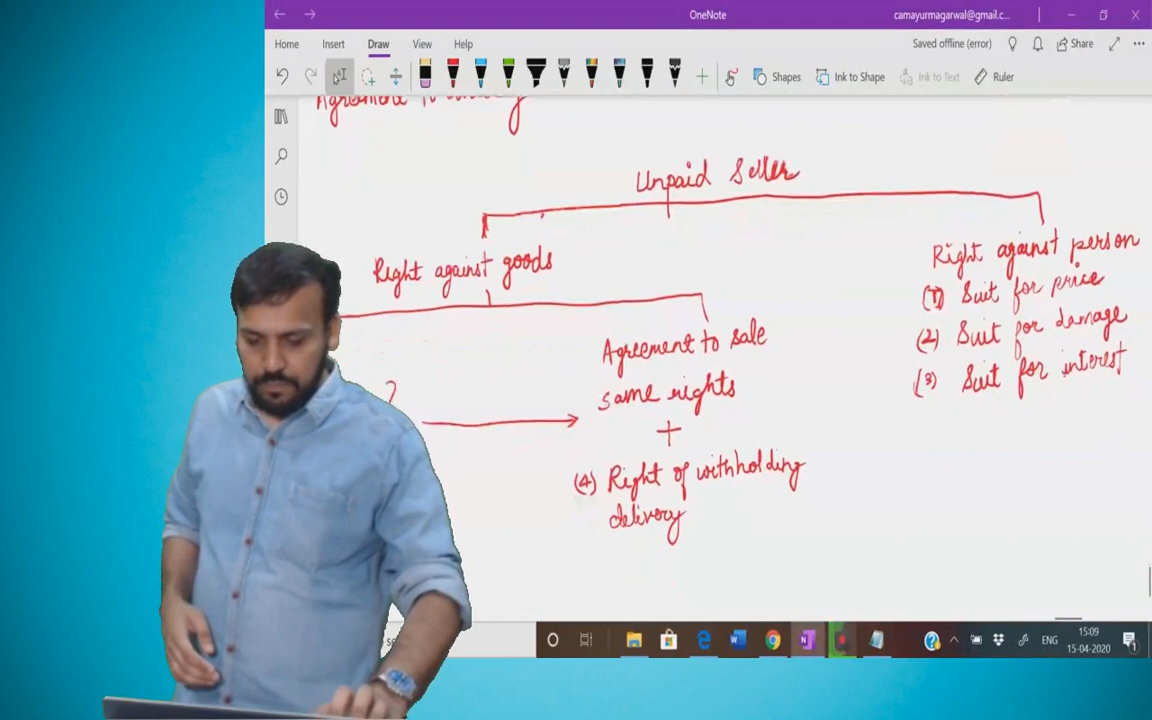 OneNote
camayurmagarwal@gmail.c...
Home Insert Draw View Help
Saved offline (error)
Share
Shapes
Ink to Shape
Ink to Text
Ruler
Agreement to
Unpaid Seller
Right against goods
Right against person
(1) Suit for price
(2) Suit for damage
(3) Suit for interest
Agreement to sale
same rights
+
(4) Right of withholding
delivery
ENG
15:09
15-04-2020